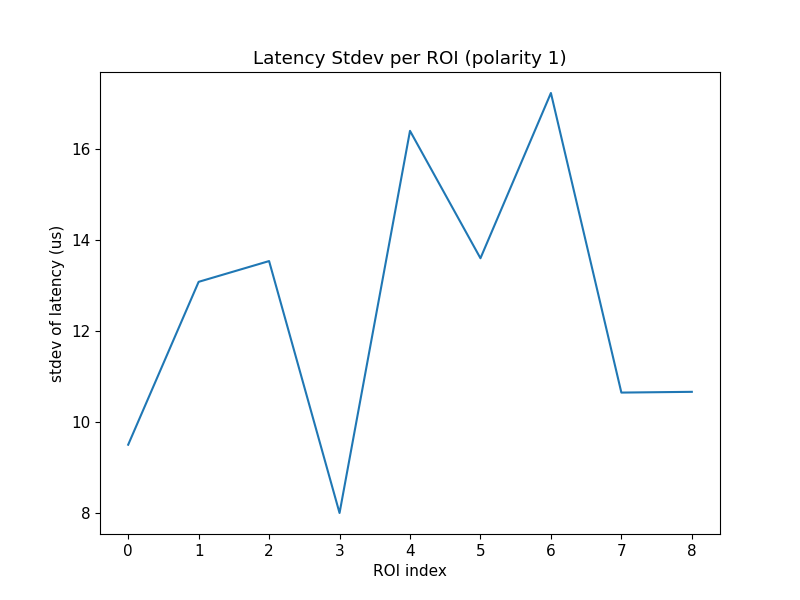 Latency Stdev per ROI (polarity 1)
stdev of latency (us)
16
14
12
10
8
0 1 2 3 4 5 6 7 8
ROI index